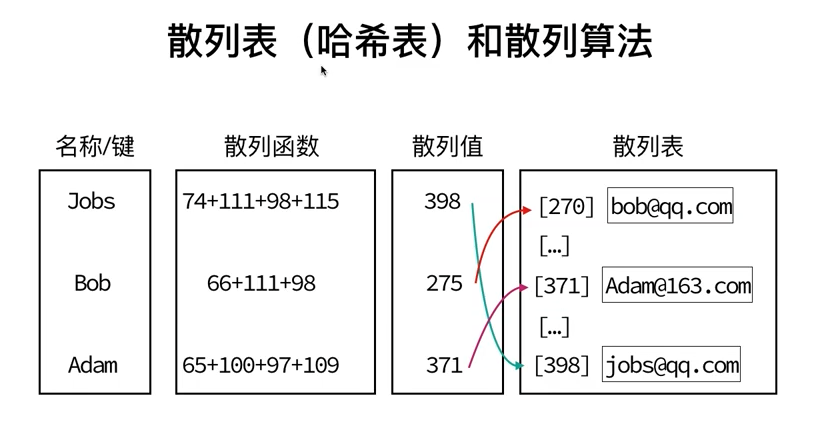 散列表（哈希表）和散列算法
名称/键 散列函数 散列值 散列表
Jobs 74+111+98+115 398 [270] bob@qq.com
[…]
Bob 66+111+98 275 [371] Adam@163.com
[…]
Adam 65+100+97+109 371 [398] jobs@qq.com